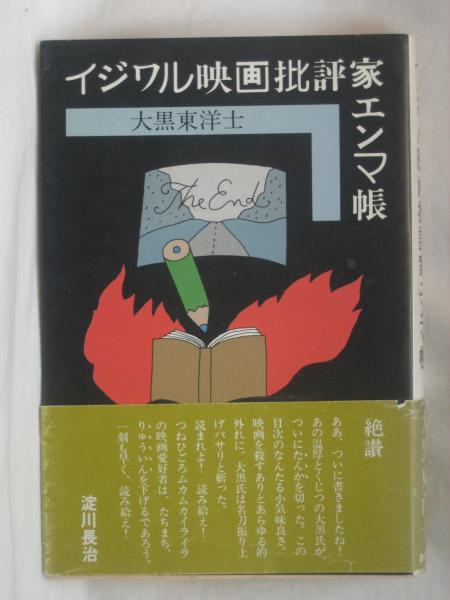 イジワル映画批評家エンマ帳
大黒東洋士
The End
絶讃
ああ、ついに書きましたね!
あの温厚とくじつの大黒氏が、
ついにたんかを切った。この
目次のなんたる小気味良さ。
映画を殺すありとあらゆる的
外れに、大黒氏は名刀振り上
げバサリと斬った。
読まれよ! 読み給え!
つねひごろムカムカイライラ
の映画愛好者は、たちまち、
りゅういんを下げるであろう。
一刻も早く、読み給え!
淀川長治